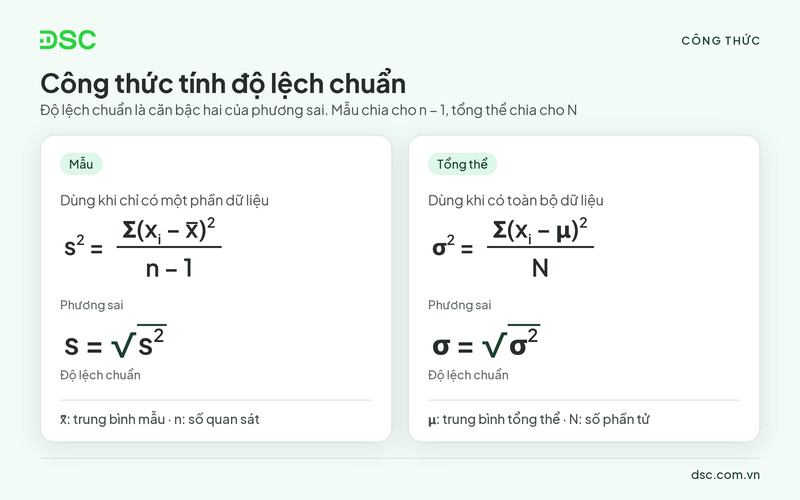 DSC
CÔNG THỨC
Công thức tính độ lệch chuẩn
Độ lệch chuẩn là căn bậc hai của phương sai. Mẫu chia cho n – 1, tổng thể chia cho N
Mẫu
Dùng khi chỉ có một phần dữ liệu
s² = Σ(xᵢ – x̅)² / n – 1
Phương sai
s = √s²
Độ lệch chuẩn
x̅: trung bình mẫu · n: số quan sát
Tổng thể
Dùng khi có toàn bộ dữ liệu
σ² = Σ(xᵢ – μ)² / N
Phương sai
σ = √σ²
Độ lệch chuẩn
μ: trung bình tổng thể · N: số phần tử
dsc.com.vn